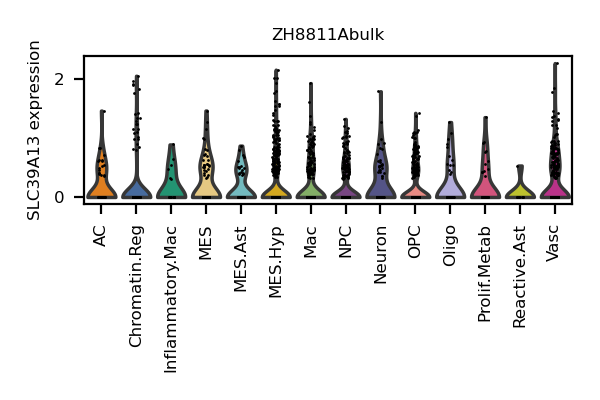 ZH8811Abulk
SLC39A13 expression
2
0
AC
Chromatin.Reg
Inflammatory.Mac
MES
MES.Ast
MES.Hyp
Mac
NPC
Neuron
OPC
Oligo
Prolif.Metab
Reactive.Ast
Vasc